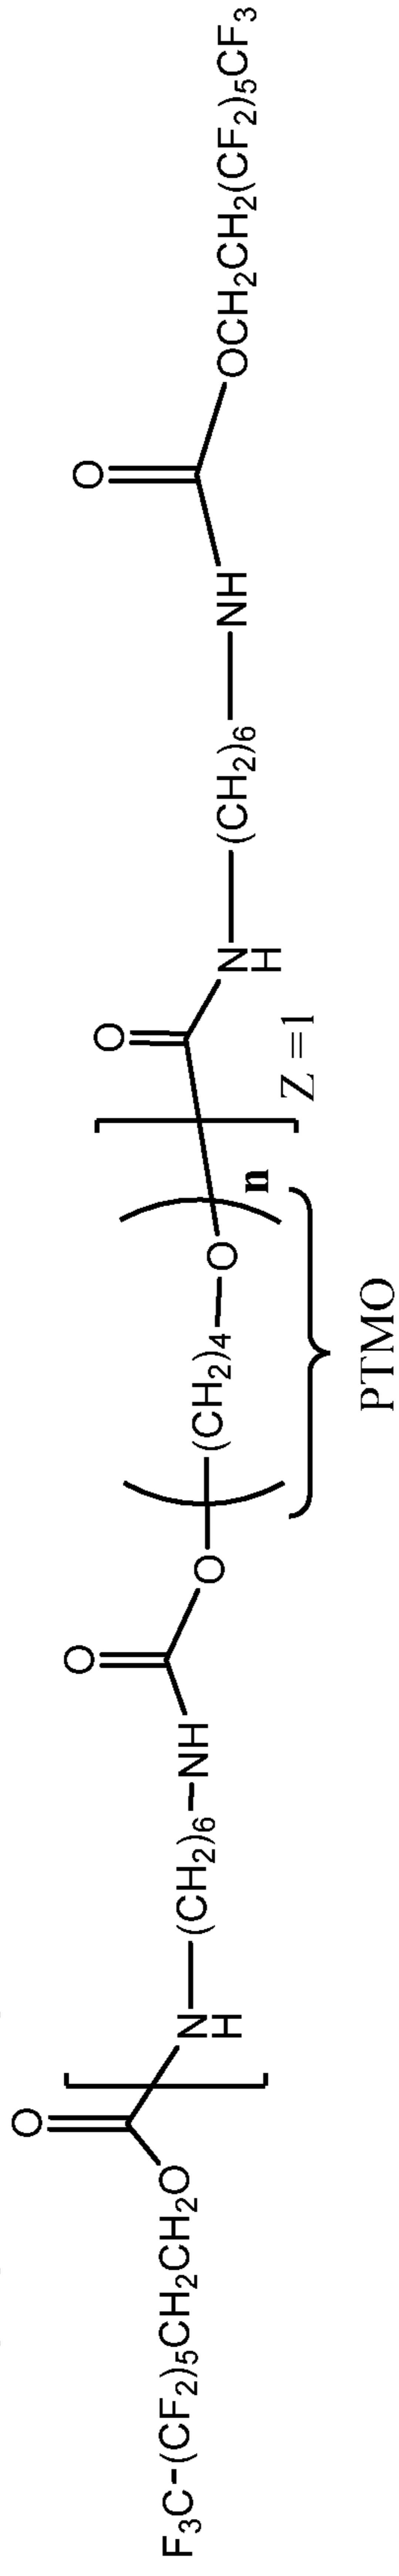 F₃C-(CF₂)₅CH₂CH₂O
O
N
H
(CH₂)₆
NH
O
O
(CH₂)₄
O
n
PTMO
Z =1
O
N
H
(CH₂)₆
NH
O
OCH₂CH₂(CF₂)₅CF₃